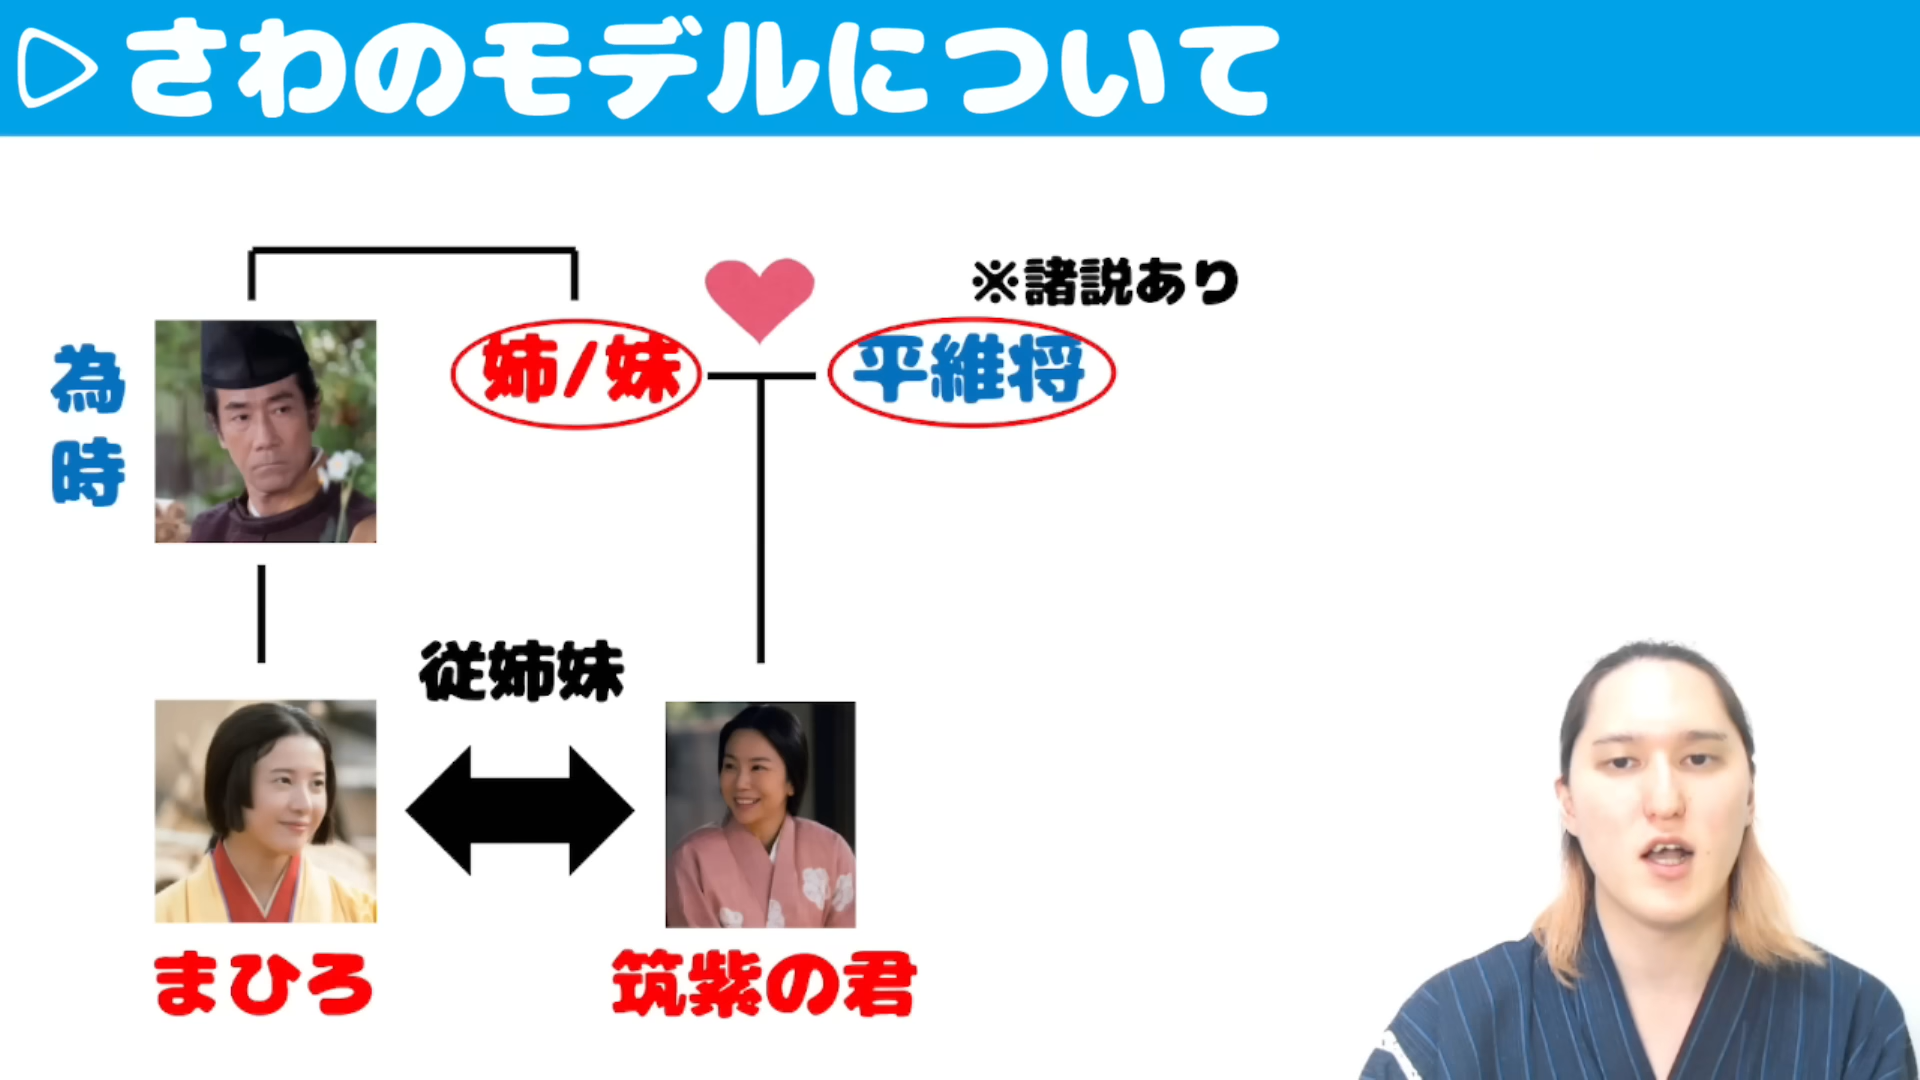 さわのモデルについて
※諸説あり
為時
姉/妹
平維将
従姉妹
まひろ
筑紫の君